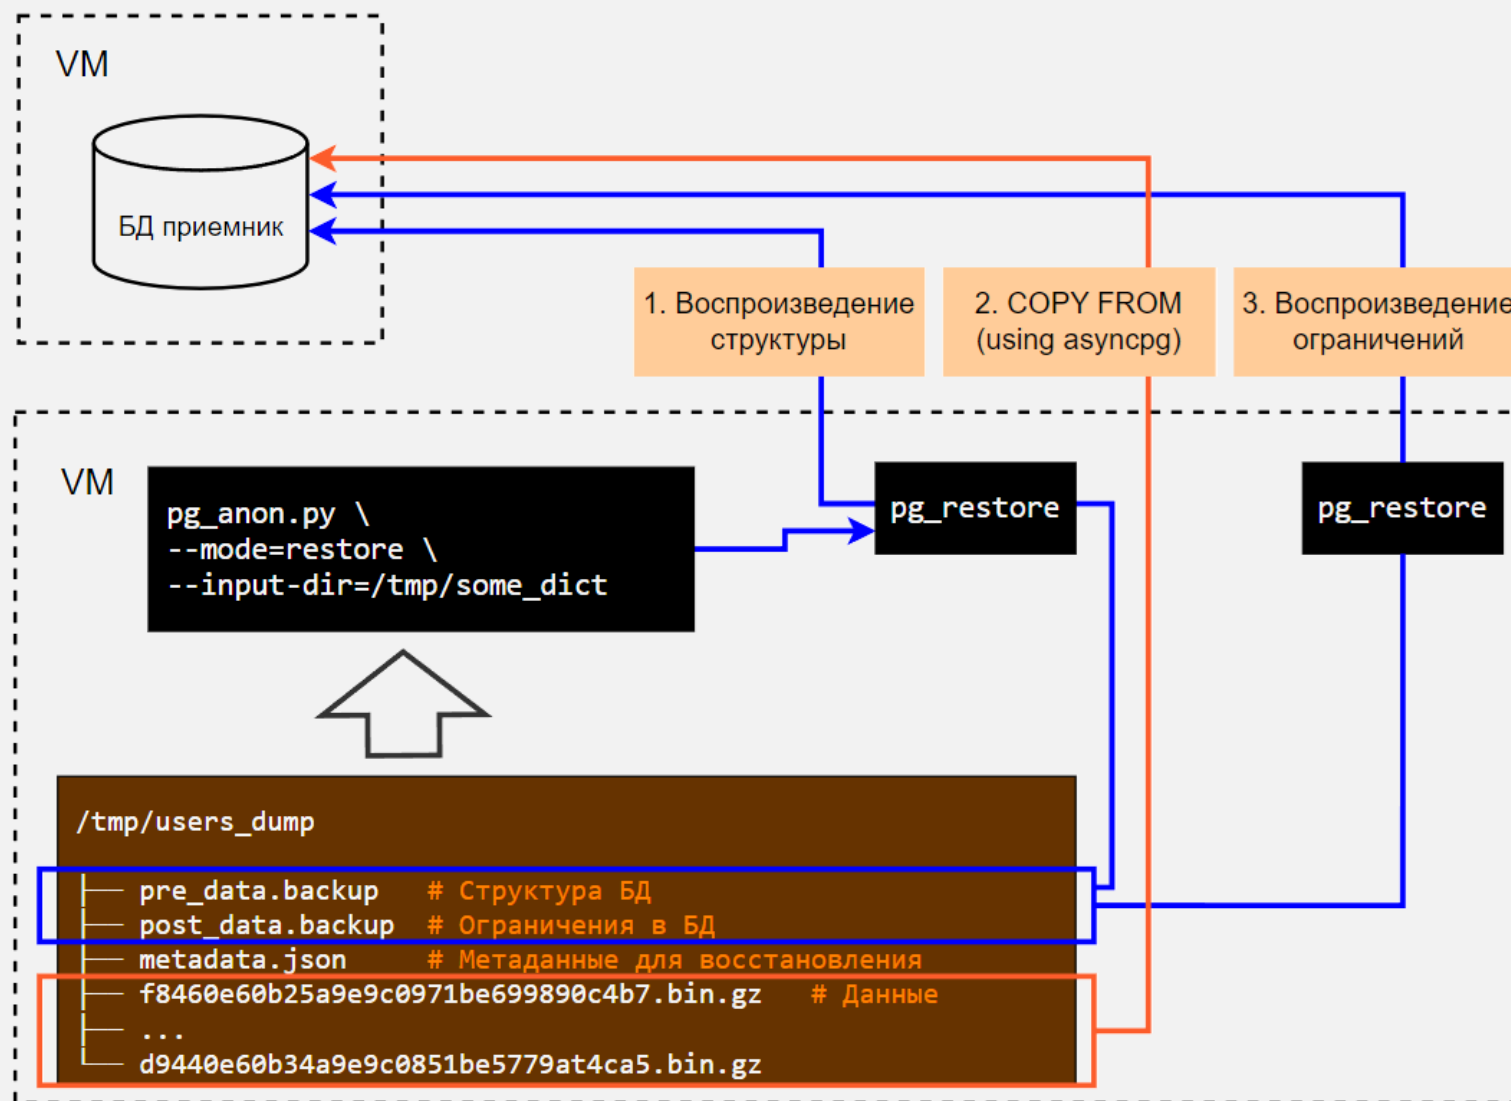 VM
БД приемник
1. Воспроизведение
структуры
2. COPY FROM
(using asyncpg)
3. Воспроизведение
ограничений
VM
pg_anon.py \
--mode=restore \
--input-dir=/tmp/some_dict
pg_restore
pg_restore
/tmp/users_dump
├── pre_data.backup # Структура БД
├── post_data.backup # Ограничения в БД
├── metadata.json # Метаданные для восстановления
├── f8460e60b25a9e9c0971be699890c4b7.bin.gz # Данные
├── ...
└── d9440e60b34a9e9c0851be5779at4ca5.bin.gz